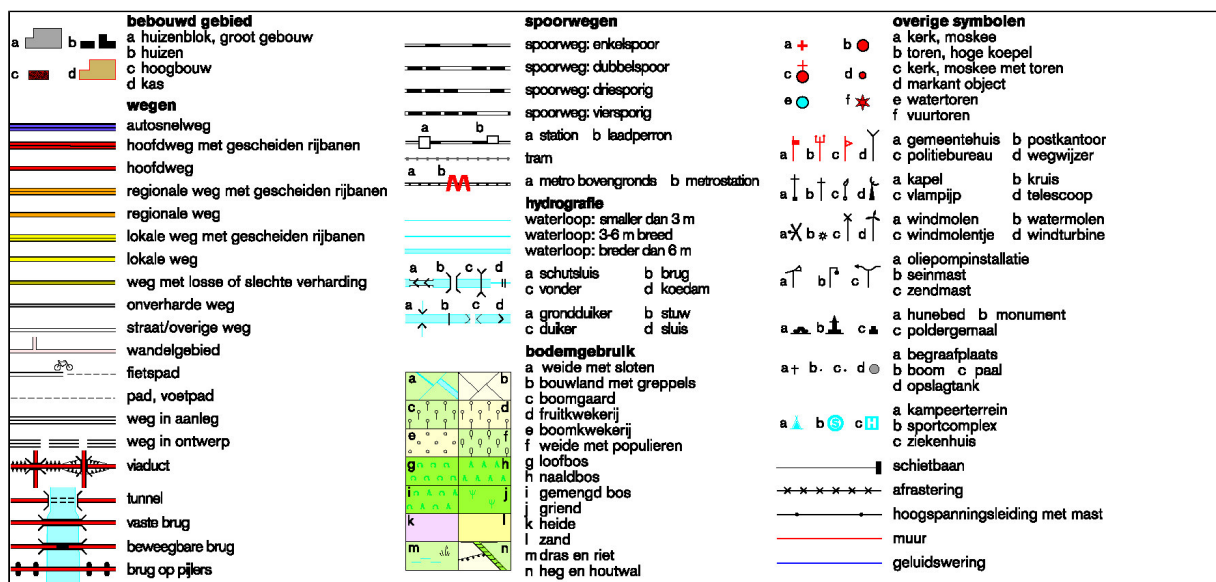 bebouwd gebied
a b a huizenblok, groot gebouw
b huizen
c d c hoogbouw
d kas
wegen
autosnelweg
hoofdweg met gescheiden rijbanen
hoofdweg
regionale weg met gescheiden rijbanen
regionale weg
lokale weg met gescheiden rijbanen
lokale weg
weg met losse of slechte verharding
onverharde weg
straat/overige weg
wandelgebied
fietspad
pad, voetpad
weg in aanleg
weg in ontwerp
viaduct
tunnel
vaste brug
beweegbare brug
brug op pijlers
spoorwegen
spoorweg: enkelspoor
spoorweg: dubbelspoor
spoorweg: driesporig
spoorweg: viersporig
a b
a station b laadperron
tram
a b
M a metro bovengronds b metrostation
hydrografie
waterloop: smaller dan 3 m
waterloop: 3-6 m breed
waterloop: breder dan 6 m
a b c d
a schutsluis b brug
c vonder d koedam
a b c d
a grondduiker b stuw
c duiker d sluis
bodemgebruik
a weide met sloten
a b b bouwland met greppels
c boomgaard
c d d fruitkwekerij
e boomkwekerij
e f f weide met populieren
g loofbos
g h h naaldbos
i gemengd bos
i j j griend
k heide
k l l zand
m n m dras en riet
n heg en houtwal
overige symbolen
a b a kerk, moskee
b toren, hoge koepel
c d c kerk, moskee met toren
d markant object
e f e watertoren
f vuurtoren
a b c d a gemeentehuis b postkantoor
c politiebureau d wegwijzer
a b c d a kapel b kruis
c vlampijp d telescoop
a b c d a windmolen b watermolen
c windmolentje d windturbine
a b c a oliepompinstallatie
b seinmast
c zendmast
a b c a hunebed b monument
c poldergemaal
a b c d a begraafplaats
b boom c paal
d opslagtank
a b S c H a kampeerterrein
b sportcomplex
c ziekenhuis
schietbaan
afrastering
hoogspanningsleiding met mast
muur
geluidswering